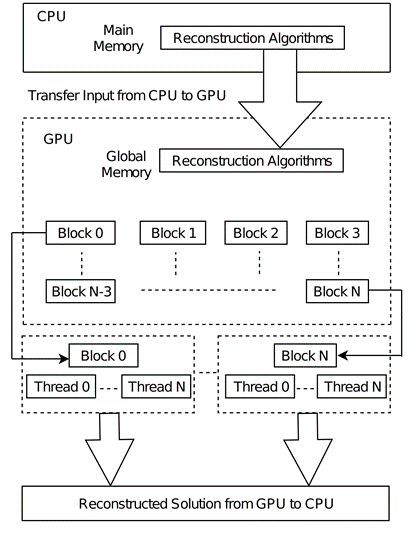 CPU
Main
Memory
Reconstruction Algorithms
Transfer Input from CPU to GPU
GPU
Global
Memory
Reconstruction Algorithms
Block 0
Block 1
Block 2
Block 3
Block N-3
Block N
Block 0
Thread 0
Thread N
Block N
Thread 0
Thread N
Reconstructed Solution from GPU to CPU